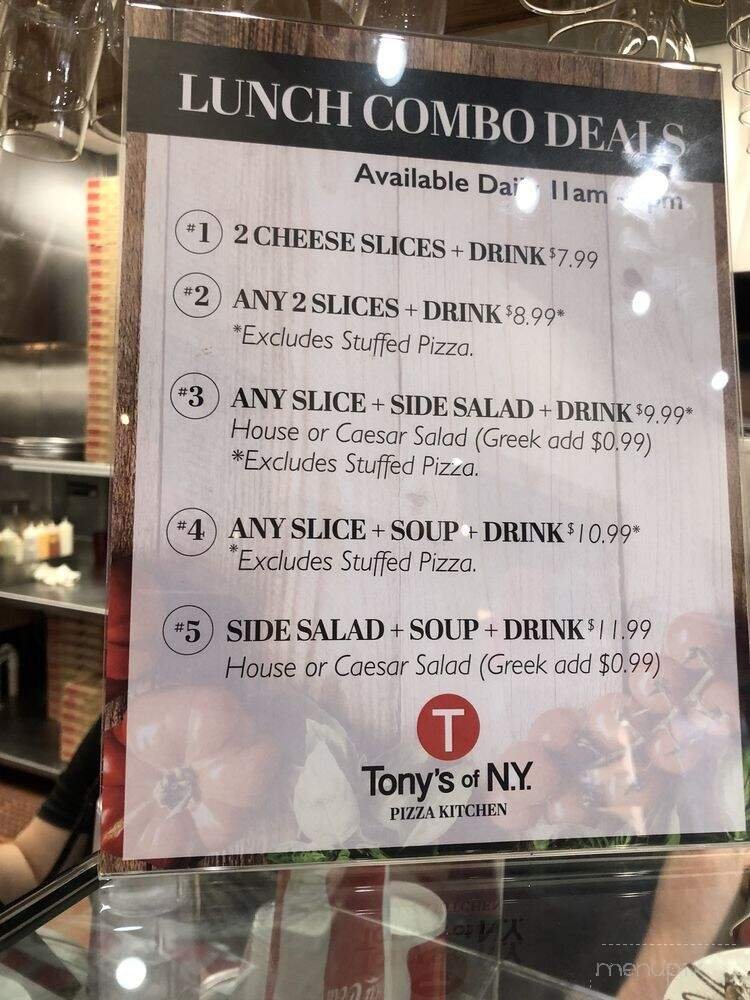 LUNCH COMBO DEALS
Available Daily 11am - pm
#1 2 CHEESE SLICES + DRINK $7.99
#2 ANY 2 SLICES + DRINK $8.99*
*Excludes Stuffed Pizza.
#3 ANY SLICE + SIDE SALAD + DRINK $9.99*
House or Caesar Salad (Greek add $0.99)
*Excludes Stuffed Pizza.
#4 ANY SLICE + SOUP + DRINK $10.99*
*Excludes Stuffed Pizza.
#5 SIDE SALAD + SOUP + DRINK $11.99
House or Caesar Salad (Greek add $0.99)
T
Tony's of N.Y.
PIZZA KITCHEN